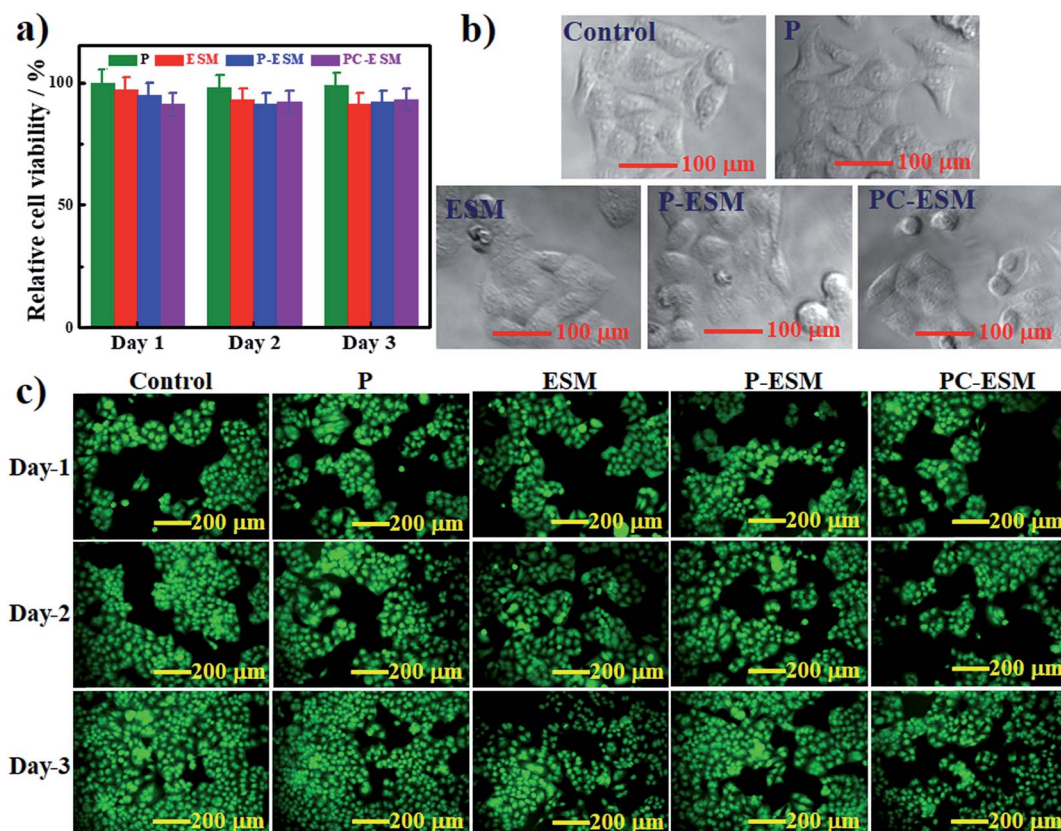 a)
P ESM P-ESM PC-ESM
Relative cell viability / %
100
50
0
Day 1 Day 2 Day 3
b)
Control
100 μm
P
100 μm
ESM
100 μm
P-ESM
100 μm
PC-ESM
100 μm
c)
Control P ESM P-ESM PC-ESM
Day-1
200 μm 200 μm 200 μm 200 μm 200 μm
Day-2
200 μm 200 μm 200 μm 200 μm 200 μm
Day-3
200 μm 200 μm 200 μm 200 μm 200 μm